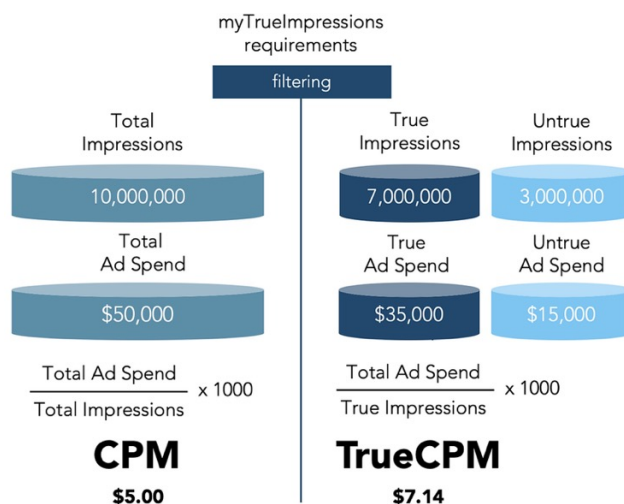 myTrueImpressions
requirements
filtering
Total
Impressions
10,000,000
Total
Ad Spend
$50,000
Total Ad Spend
Total Impressions
x 1000
CPM
$5.00
True
Impressions
Untrue
Impressions
7,000,000
3,000,000
True
Ad Spend
Untrue
Ad Spend
$35,000
$15,000
Total Ad Spend
True Impressions
x 1000
TrueCPM
$7.14